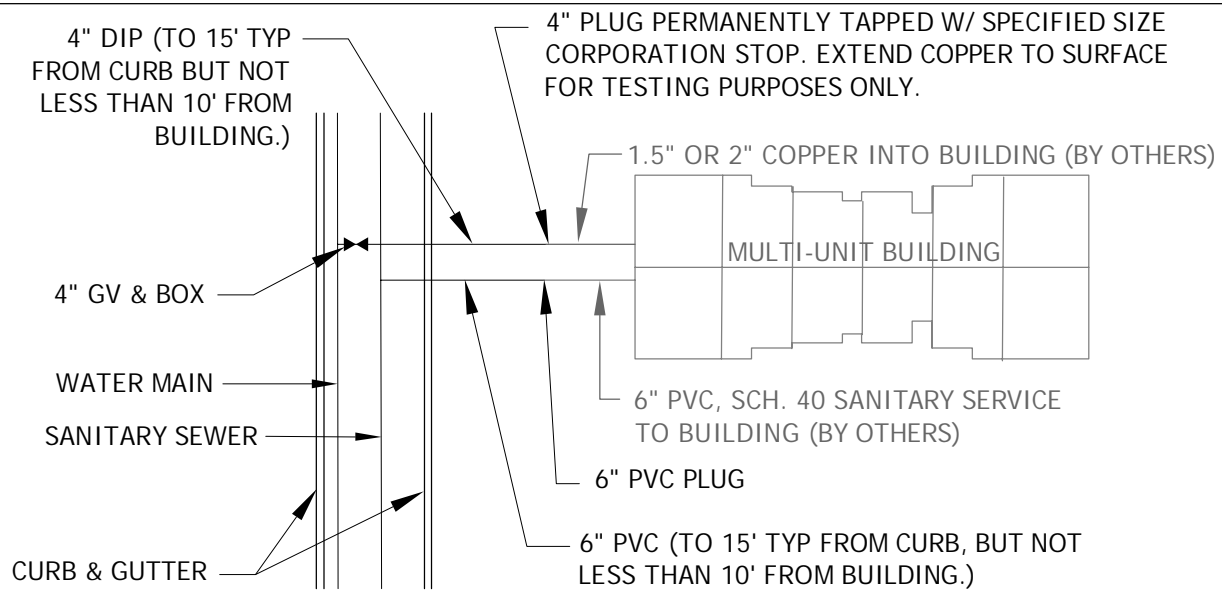 4" DIP (TO 15' TYP
FROM CURB BUT NOT
LESS THAN 10' FROM
BUILDING.)
4" PLUG PERMANENTLY TAPPED W/ SPECIFIED SIZE
CORPORATION STOP. EXTEND COPPER TO SURFACE
FOR TESTING PURPOSES ONLY.
1.5" OR 2" COPPER INTO BUILDING (BY OTHERS)
MULTI-UNIT BUILDING
4" GV & BOX
WATER MAIN
SANITARY SEWER
6" PVC, SCH. 40 SANITARY SERVICE
TO BUILDING (BY OTHERS)
6" PVC PLUG
6" PVC (TO 15' TYP FROM CURB, BUT NOT
LESS THAN 10' FROM BUILDING.)
CURB & GUTTER